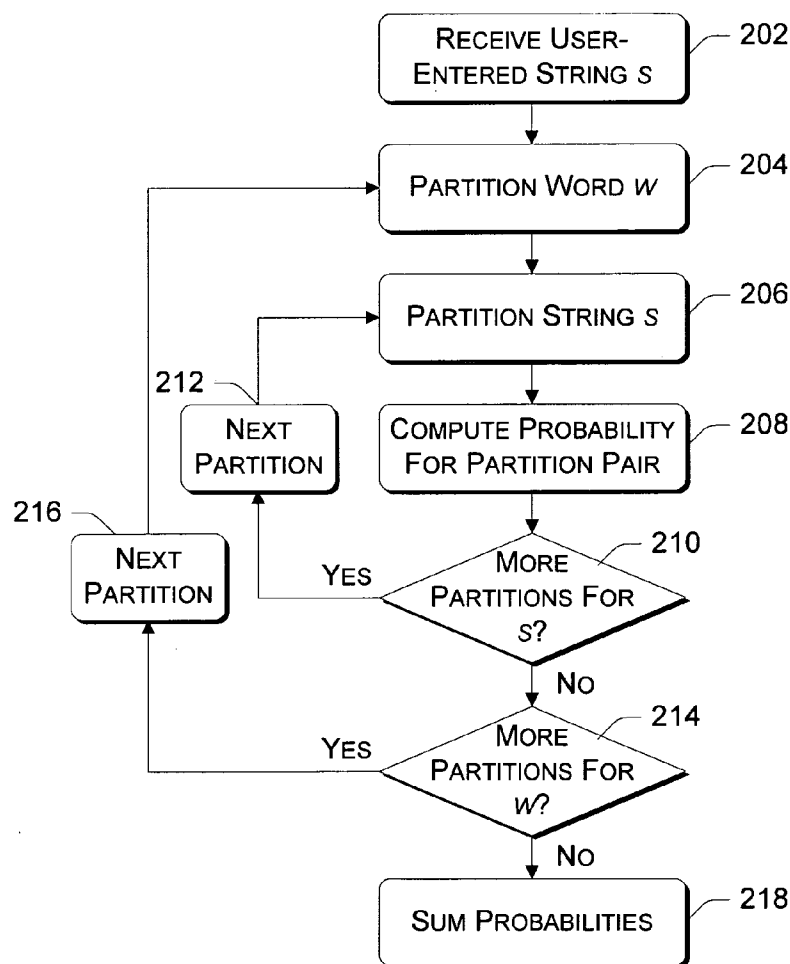 RECEIVE USER-
ENTERED STRING S
202
PARTITION WORD W
204
PARTITION STRING S
206
212
NEXT
PARTITION
COMPUTE PROBABILITY
FOR PARTITION PAIR
208
216
NEXT
PARTITION
YES
MORE
PARTITIONS FOR
S?
210
NO
YES
MORE
PARTITIONS FOR
W?
214
NO
SUM PROBABILITIES
218